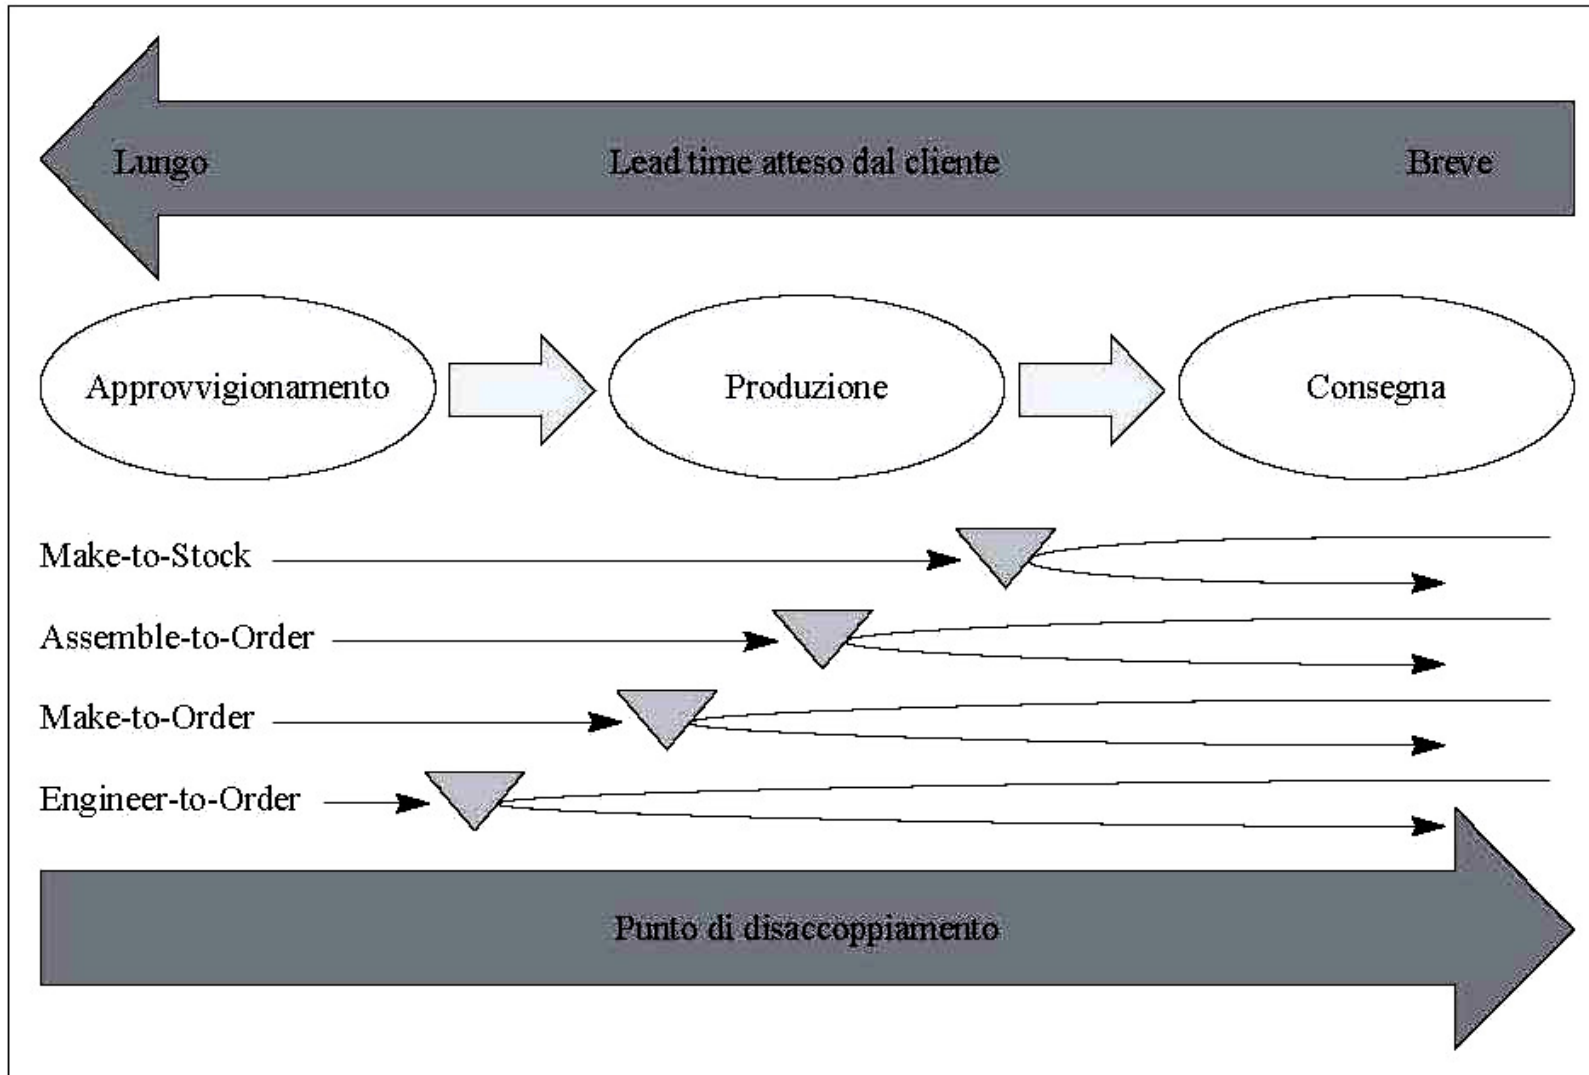 Lungo Lead time atteso dal cliente Breve
Approvvigionamento Produzione Consegna
Make-to-Stock
Assemble-to-Order
Make-to-Order
Engineer-to-Order
Punto di disaccoppiamento